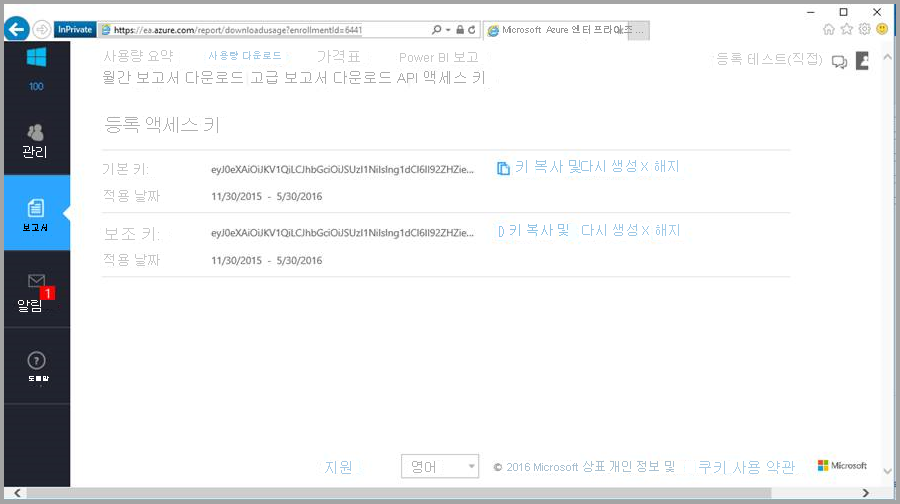 InPrivate https://ea.azure.com/report/downloadusage?enrollmentId=6441 Microsoft Azure 엔터 프라이즈 ...
100
관리
보고서
알림
1
도움말
사용량 요약 사용량 다운로드 가격표 Power BI 보고 등록 테스트(직접)
월간 보고서 다운로드 고급 보고서 다운로드 API 액세스 키
등록 액세스 키
기본 키: eyJ0eXAiOiJKV1QiLCJhbGciOiJSUzI1NiIsIng1dCI6Il92ZHZie... 키 복사 및다시 생성 X 해지
적용 날짜 11/30/2015 - 5/30/2016
보조 키: eyJ0eXAiOiJKV1QiLCJhbGciOiJSUzI1NiIsIng1dCI6Il92ZHZie... D 키 복사 및 다시 생성 X 해지
적용 날짜 11/30/2015 - 5/30/2016
지원 영어 © 2016 Microsoft 상표 개인 정보 및 쿠키 사용 약관 Microsoft